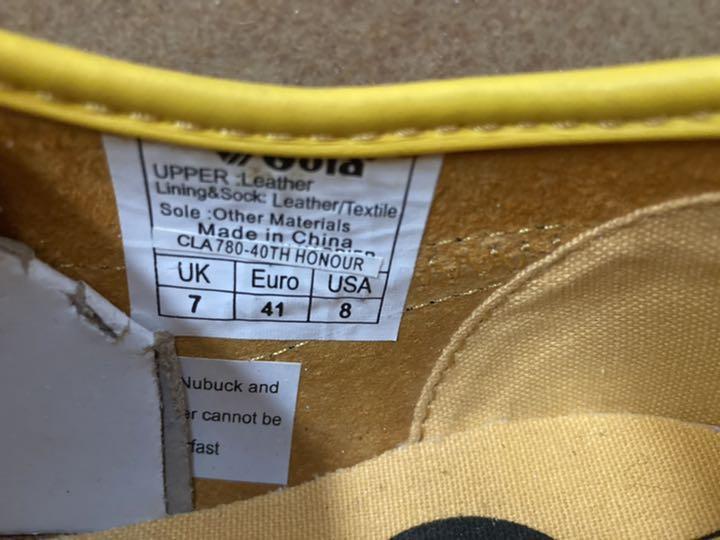 Gola
UPPER :Leather
Lining&Sock: Leather/Textile
Sole :Other Materials
Made in China
CLA780-40TH HONOUR
UK Euro USA
7 41 8
Nubuck and
cannot be
fast